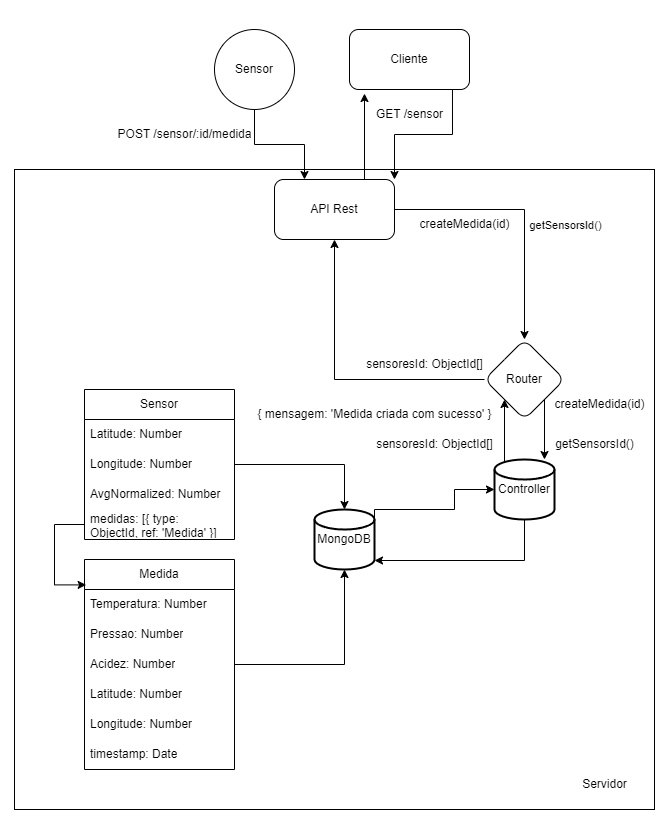 Sensor
Cliente
GET /sensor
POST /sensor/:id/medida
API Rest
createMedida(id)
getSensorsId()
sensoresId: ObjectId[]
Router
{ mensagem: 'Medida criada com sucesso' }
createMedida(id)
sensoresId: ObjectId[]
getSensorsId()
Controller
MongoDB
Sensor
Latitude: Number
Longitude: Number
AvgNormalized: Number
medidas: [{ type:
ObjectId, ref: 'Medida' }]
Medida
Temperatura: Number
Pressao: Number
Acidez: Number
Latitude: Number
Longitude: Number
timestamp: Date
Servidor